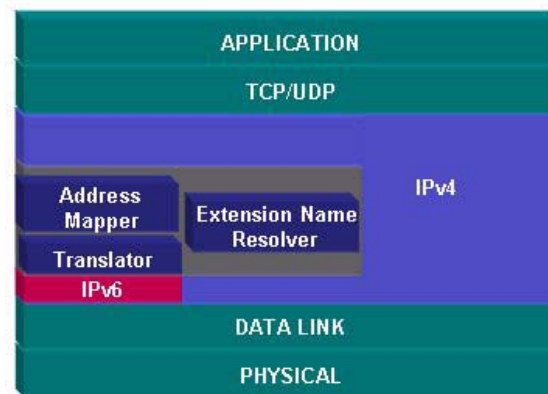 APPLICATION
TCP/UDP
IPv4
Address
Mapper
Extension Name
Resolver
Translator
IPv6
DATA LINK
PHYSICAL